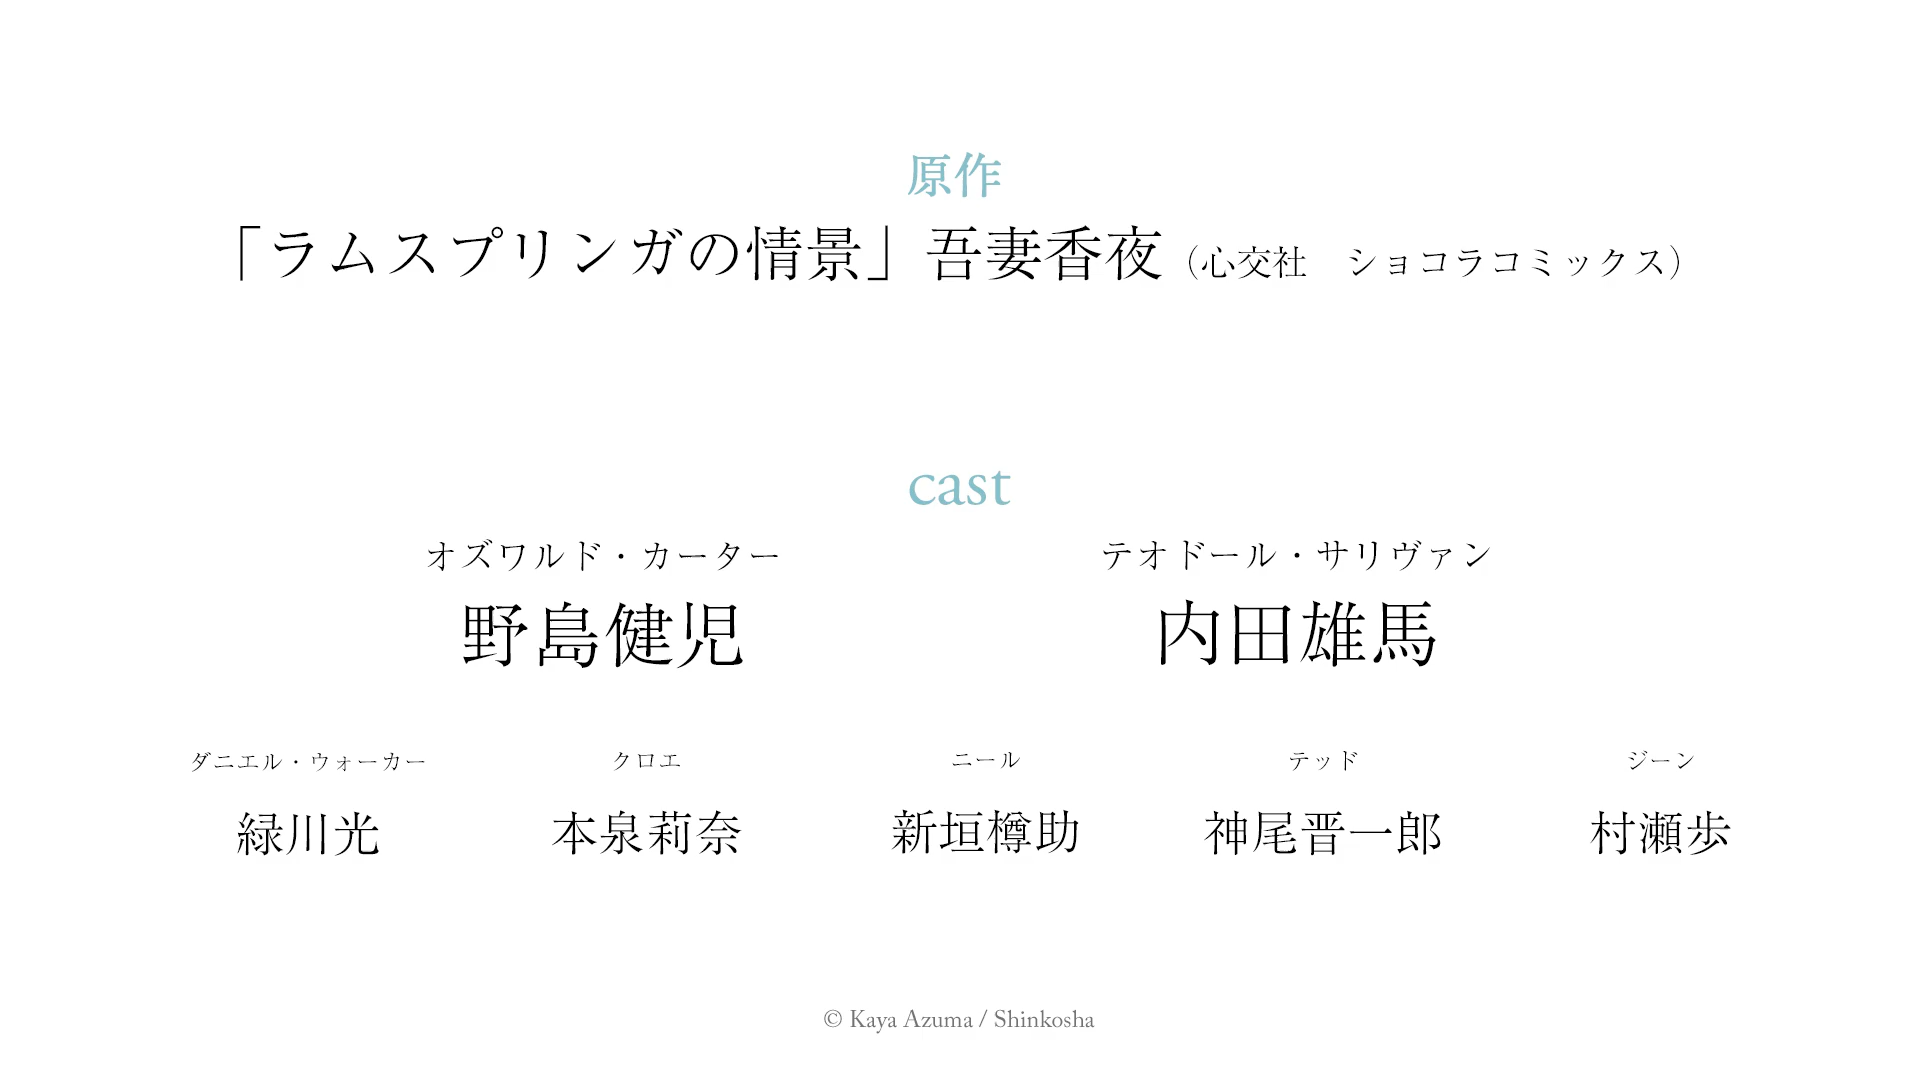 原作
「ラムスプリンガの情景」吾妻香夜（心交社　ショコラコミックス）
cast
オズワルド・カーター
野島健児
テオドール・サリヴァン
内田雄馬
ダニエル・ウォーカー
緑川光
クロエ
本泉莉奈
ニール
新垣樽助
テッド
神尾晋一郎
ジーン
村瀬歩
© Kaya Azuma / Shinkosha